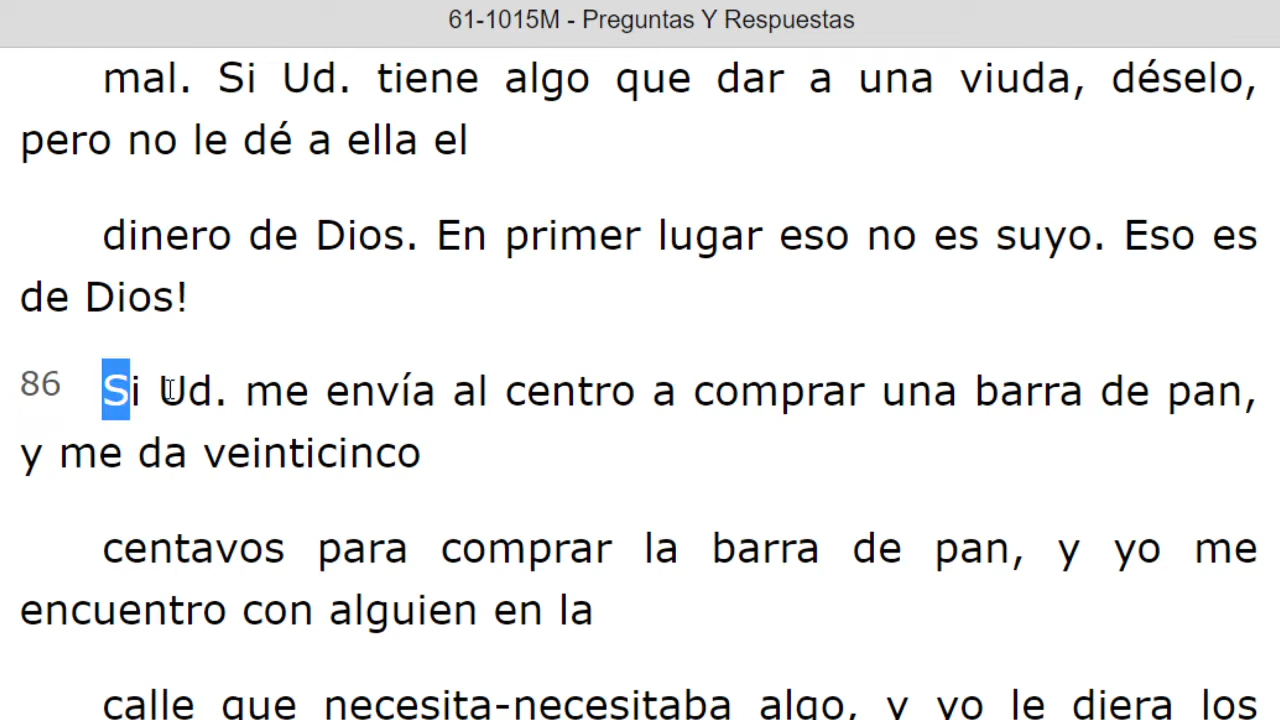 61-1015M - Preguntas Y Respuestas
mal. Si Ud. tiene algo que dar a una viuda, déselo,
pero no le dé a ella el
dinero de Dios. En primer lugar eso no es suyo. Eso es
de Dios!
86 Si Ud. me envía al centro a comprar una barra de pan,
y me da veinticinco
centavos para comprar la barra de pan, y yo me
encuentro con alguien en la
calle que necesita-necesitaba algo, y yo le diera los